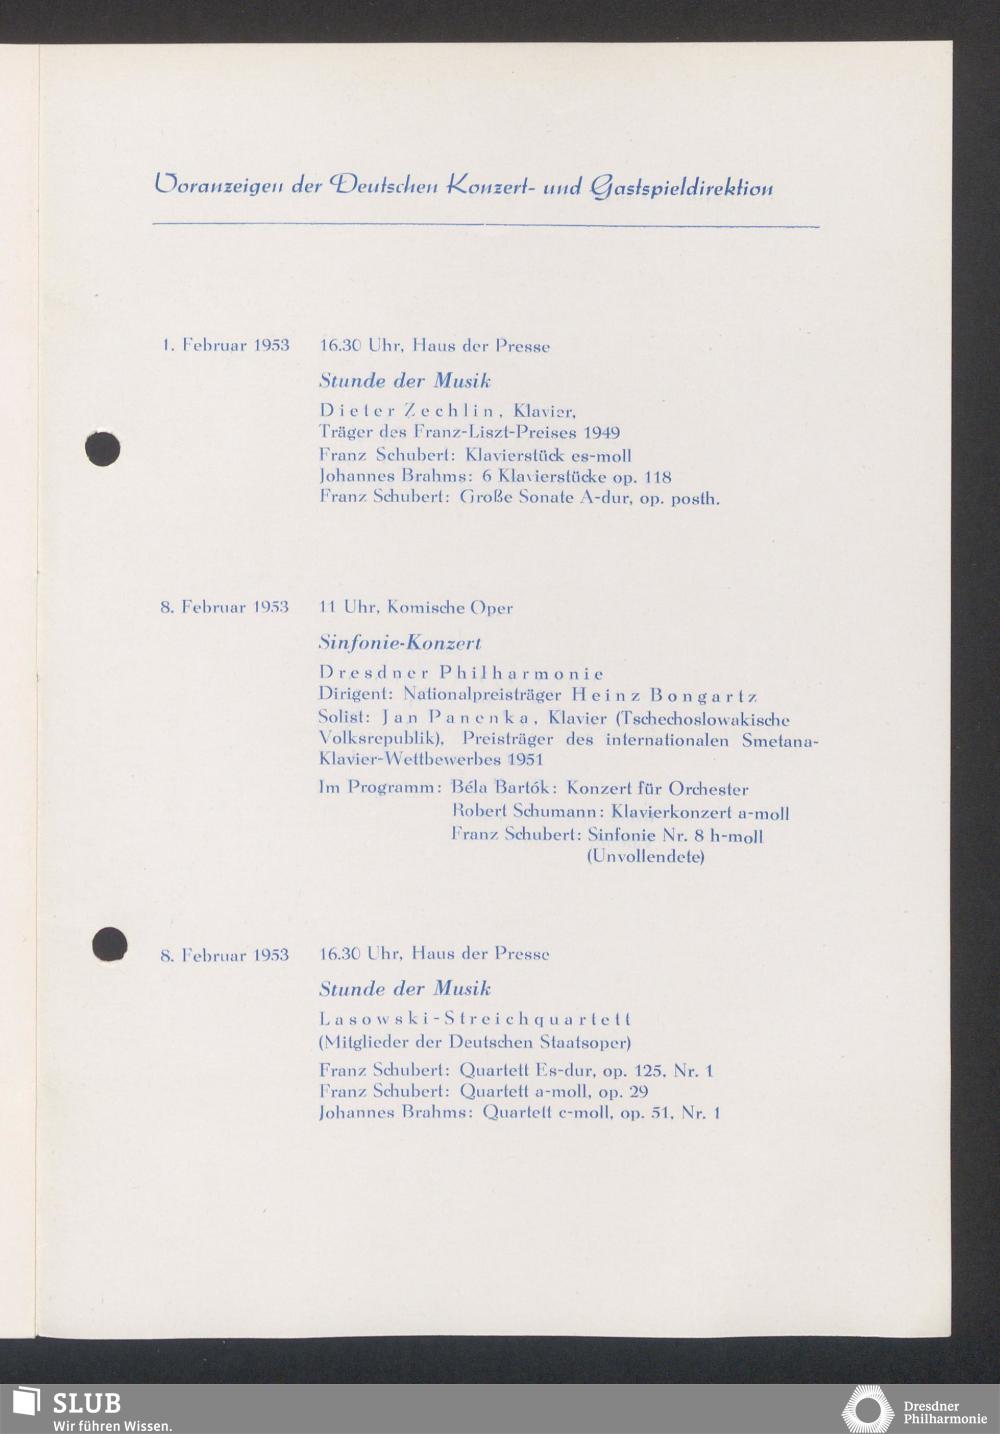 Voranzeigen der Deutschen Konzert- und Gastspieldirektion
1. Februar 1953 16.30 Uhr, Haus der Presse
Stunde der Musik
Dieter Zechlin, Klavier,
Träger des Franz-Liszt-Preises 1949
Franz Schubert: Klavierstück es-moll
Johannes Brahms: 6 Klavierstücke op. 118
Franz Schubert: Große Sonate A-dur, op. posth.
8. Februar 1953 11 Uhr, Komische Oper
Sinfonie-Konzert
Dresdner Philharmonie
Dirigent: Nationalpreisträger Heinz Bongartz
Solist: Jan Panenka, Klavier (Tschechoslowakische
Volksrepublik), Preisträger des internationalen Smetana-
Klavier-Wettbewerbes 1951
Im Programm: Béla Bartók: Konzert für Orchester
Robert Schumann: Klavierkonzert a-moll
Franz Schubert: Sinfonie Nr. 8 h-moll
(Unvollendete)
8. Februar 1953 16.30 Uhr, Haus der Presse
Stunde der Musik
Lasowski-Streichquartett
(Mitglieder der Deutschen Staatsoper)
Franz Schubert: Quartett Es-dur, op. 125, Nr. 1
Franz Schubert: Quartett a-moll, op. 29
Johannes Brahms: Quartett c-moll, op. 51, Nr. 1
SLUB
Wir führen Wissen.
Dresdner
Philharmonie